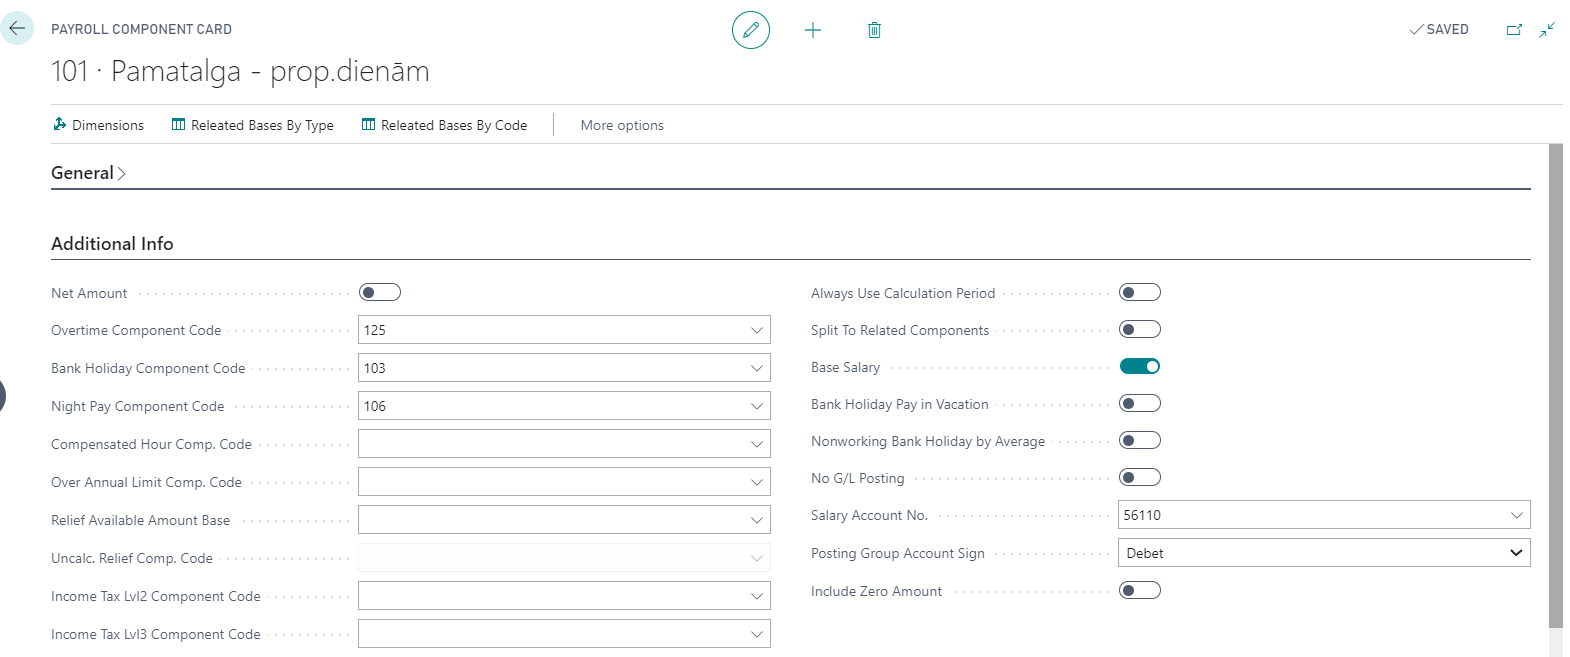 PAYROLL COMPONENT CARD
SAVED
101 · Pamatalga - prop.dienām
Dimensions
Releated Bases By Type
Releated Bases By Code
More options
General
Additional Info
Net Amount
Overtime Component Code
125
Bank Holiday Component Code
103
Night Pay Component Code
106
Compensated Hour Comp. Code
Over Annual Limit Comp. Code
Relief Available Amount Base
Uncalc. Relief Comp. Code
Income Tax Lvl2 Component Code
Income Tax Lvl3 Component Code
Always Use Calculation Period
Split To Related Components
Base Salary
Bank Holiday Pay in Vacation
Nonworking Bank Holiday by Average
No G/L Posting
Salary Account No.
56110
Posting Group Account Sign
Debet
Include Zero Amount